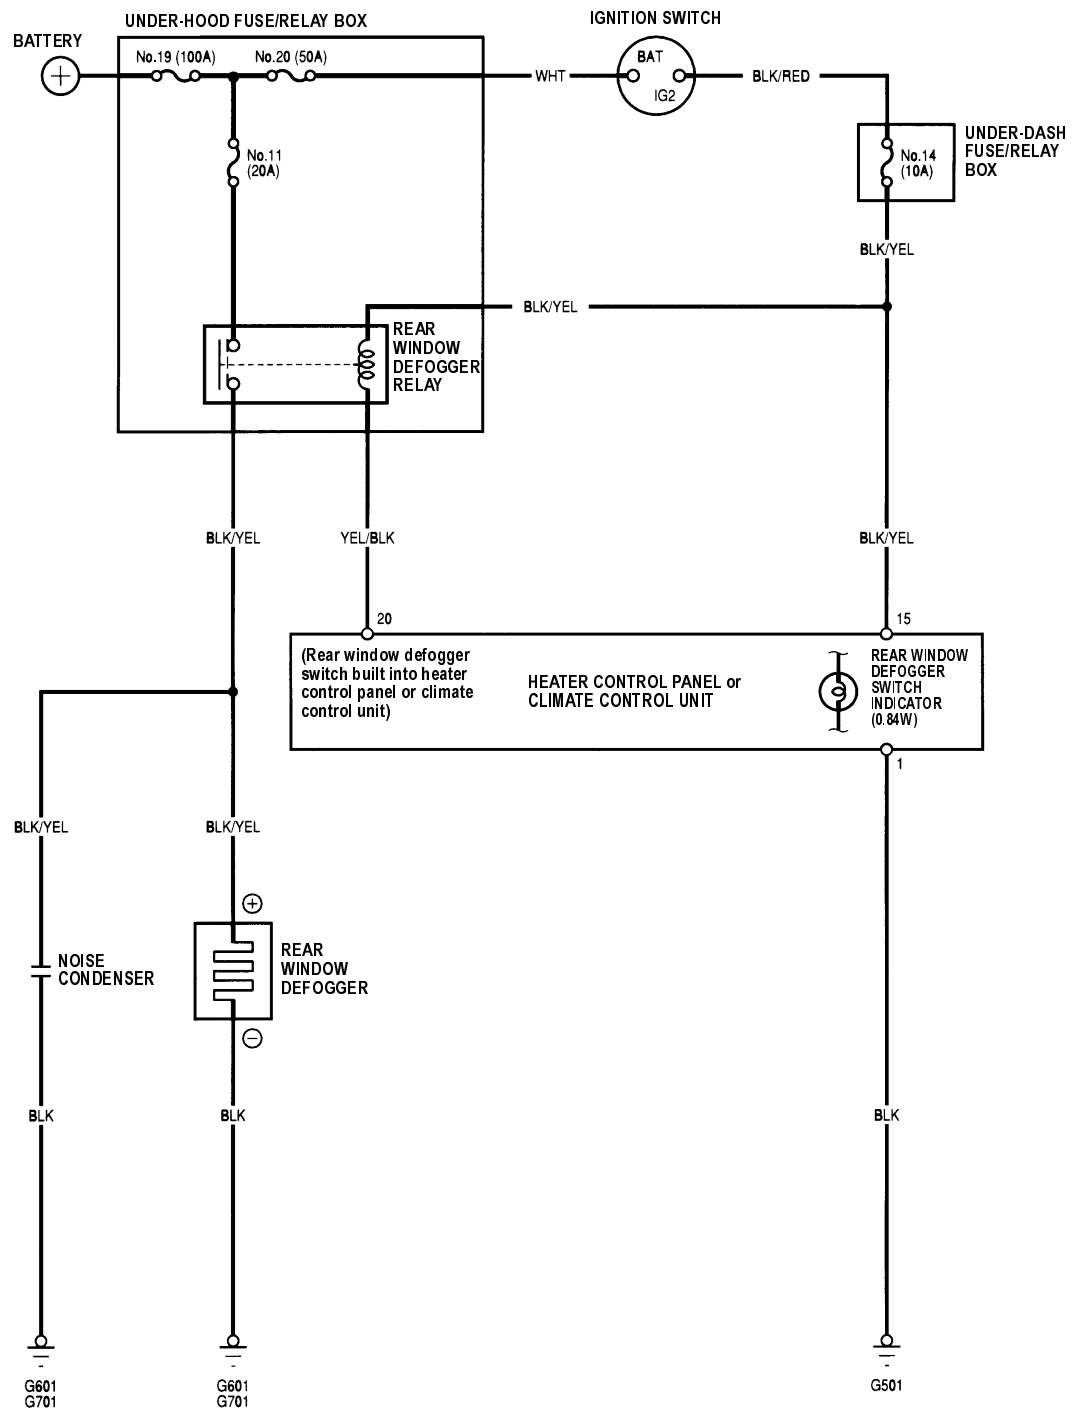 UNDER-HOOD FUSE/RELAY BOX
IGNITION SWITCH
BATTERY
No.19 (100A)
No.20 (50A)
WHT
BAT
IG2
BLK/RED
UNDER-DASH
FUSE/RELAY
BOX
No.11
(20A)
No.14
(10A)
BLK/YEL
BLK/YEL
REAR
WINDOW
DEFOGGER
RELAY
BLK/YEL
YEL/BLK
BLK/YEL
20
15
(Rear window defogger
switch built into heater
control panel or climate
control unit)
HEATER CONTROL PANEL or
CLIMATE CONTROL UNIT
REAR WINDOW
DEFOGGER
SWITCH
INDICATOR
(0.84W)
1
BLK/YEL
BLK/YEL
+
NOISE
CONDENSER
REAR
WINDOW
DEFOGGER
−
BLK
BLK
BLK
G601
G701
G601
G701
G501